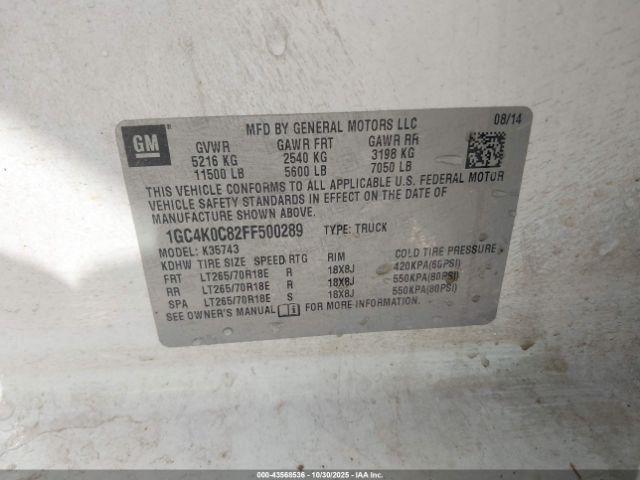 GM ®
MFD BY GENERAL MOTORS LLC 08/14
GVWR GAWR FRT GAWR RR
5216 KG 2540 KG 3198 KG
11500 LB 5600 LB 7050 LB
THIS VEHICLE CONFORMS TO ALL APPLICABLE U.S. FEDERAL MOTOR
VEHICLE SAFETY STANDARDS IN EFFECT ON THE DATE OF
MANUFACTURE SHOWN ABOVE.
1GC4K0C82FF500289 TYPE: TRUCK
MODEL: K35743
KDHW TIRE SIZE SPEED RTG RIM COLD TIRE PRESSURE
FRT LT265/70R18E R 18X8J 420KPA(60PSI)
RR LT265/70R18E R 18X8J 550KPA(80PSI)
SPA LT265/70R18E S 18X8J 550KPA(80PSI)
SEE OWNER'S MANUAL FOR MORE INFORMATION.
000-43568536 | 10/30/2025 | IAA, Inc.